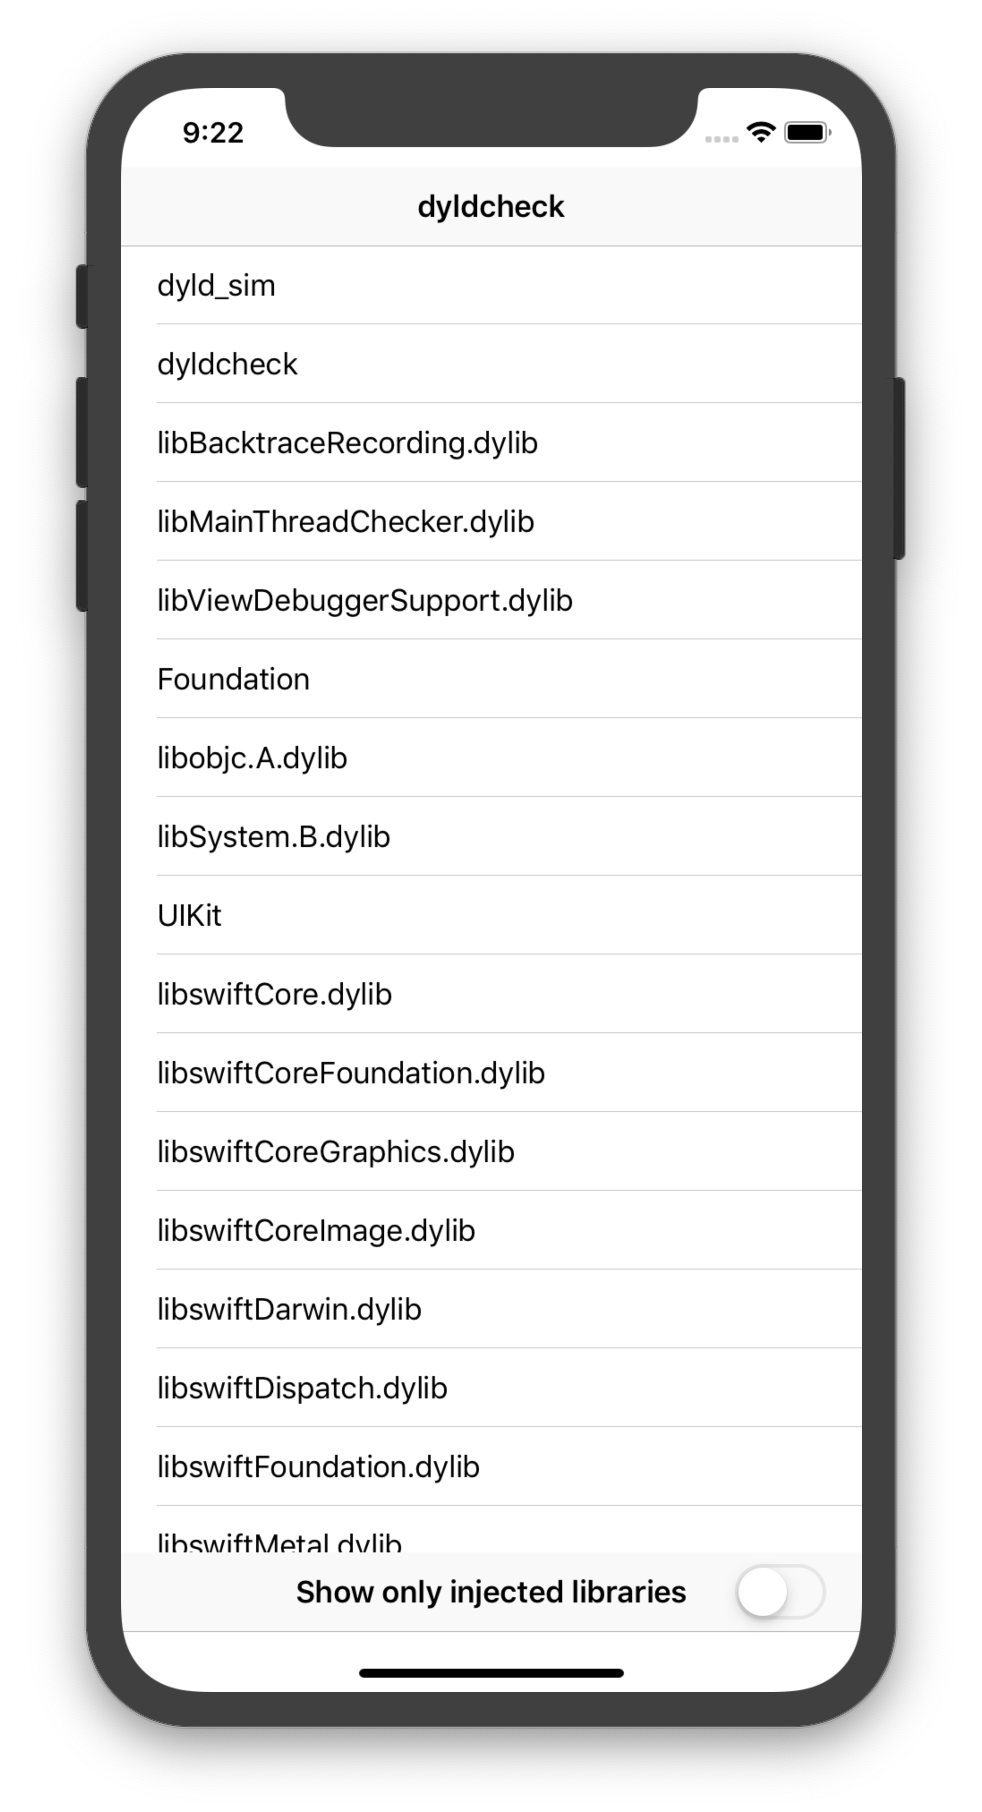 9:22
dyldcheck
dyld_sim
dyldcheck
libBacktraceRecording.dylib
libMainThreadChecker.dylib
libViewDebuggerSupport.dylib
Foundation
libobjc.A.dylib
libSystem.B.dylib
UIKit
libswiftCore.dylib
libswiftCoreFoundation.dylib
libswiftCoreGraphics.dylib
libswiftCoreImage.dylib
libswiftDarwin.dylib
libswiftDispatch.dylib
libswiftFoundation.dylib
libswiftMetal.dylib
Show only injected libraries